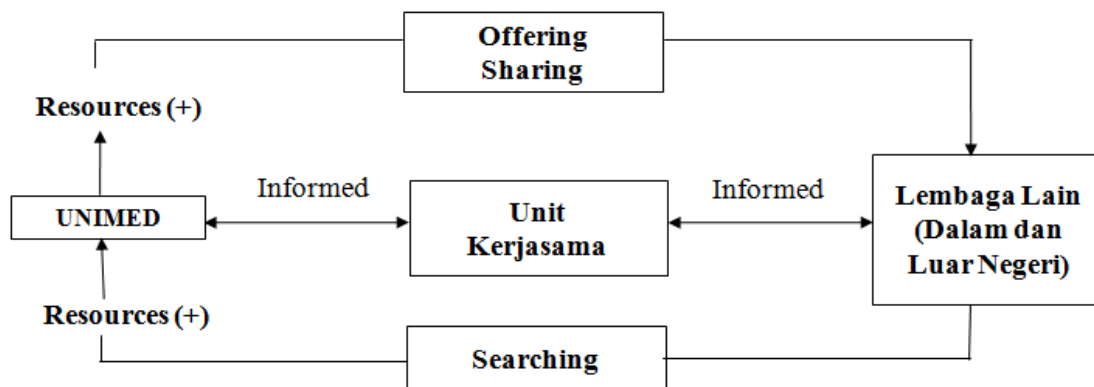 Offering
Sharing
Resources (+)
Informed
Informed
UNIMED
Unit
Kerjasama
Lembaga Lain
(Dalam dan
Luar Negeri)
Resources (+)
Searching